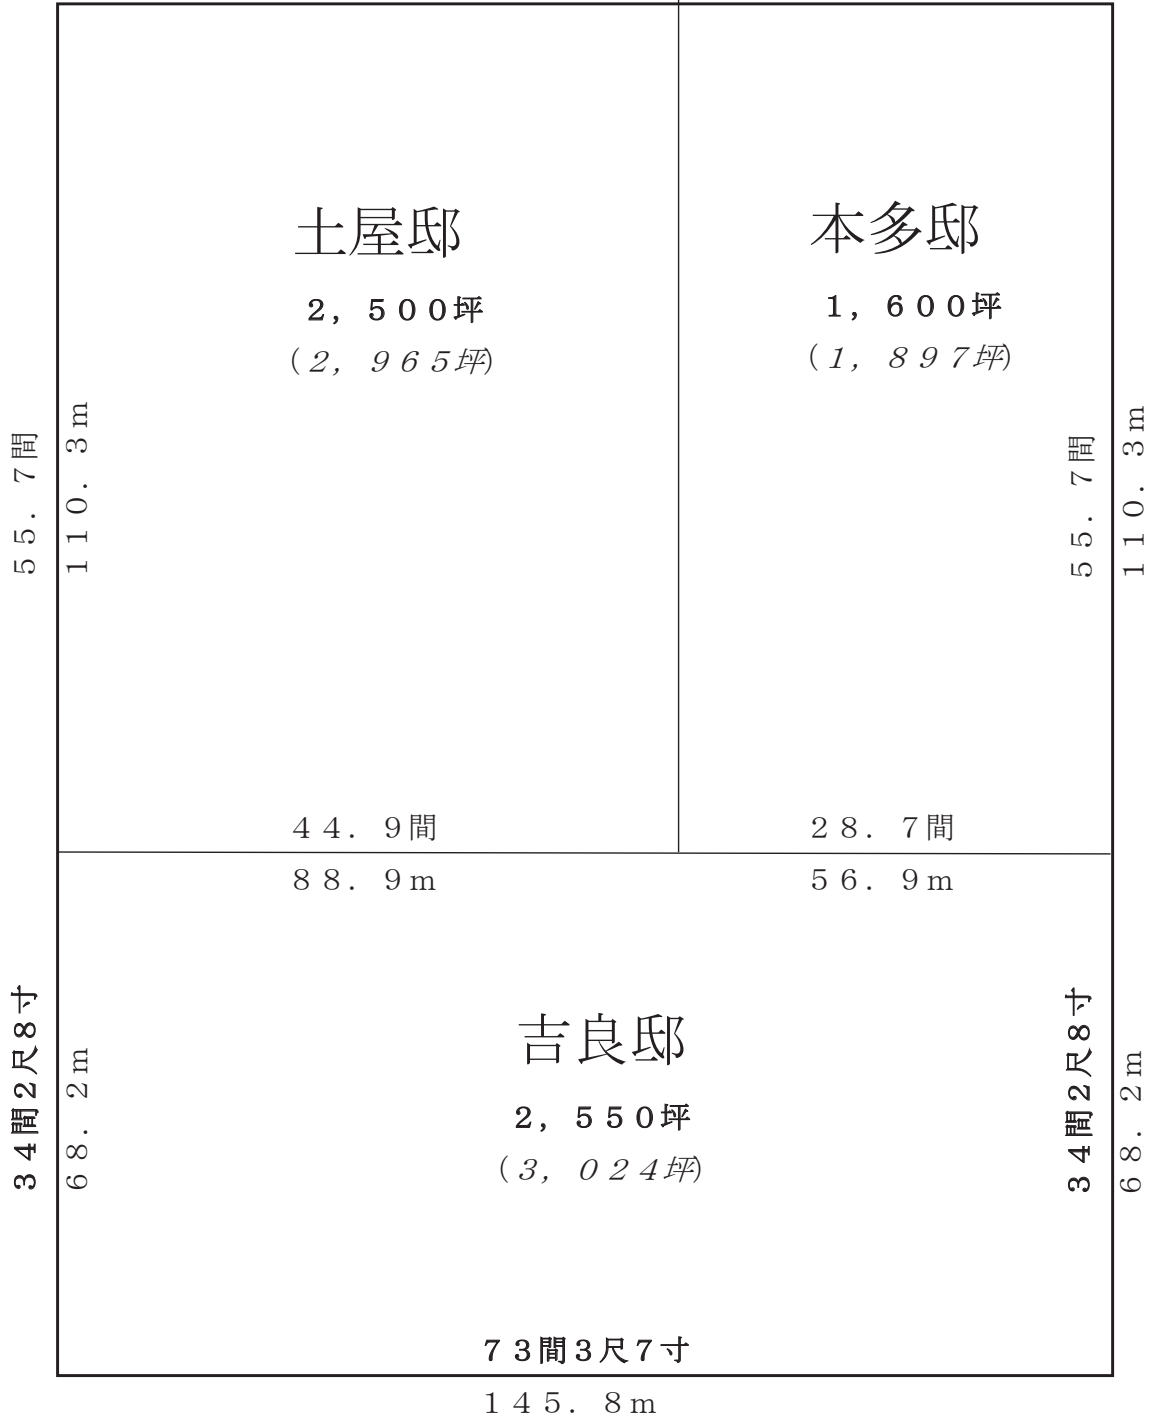 土屋邸
２，５００坪
（２，９６５坪）
本多邸
１，６００坪
（１，８９７坪）
５５．７間
１１０．３ｍ
５５．７間
１１０．３ｍ
４４．９間
８８．９ｍ
２８．７間
５６．９ｍ
吉良邸
２，５５０坪
（３，０２４坪）
３４間２尺８寸
６８．２ｍ
３４間２尺８寸
６８．２ｍ
７３間３尺７寸
１４５．８ｍ